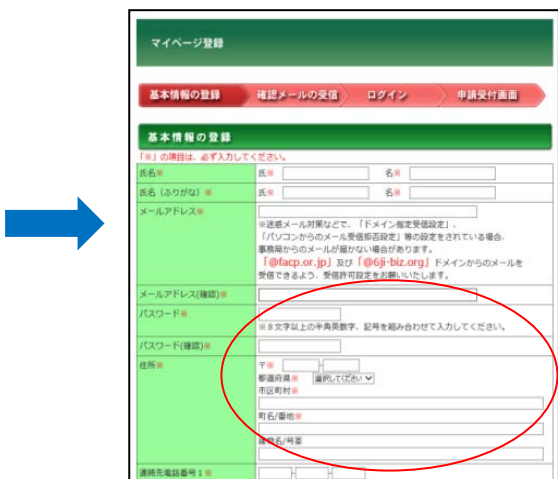 マイページ登録
基本情報の登録 確認メールの受信 ログイン 申請受付画面
基本情報の登録
「※」の項目は、必ず入力してください。
氏名※ 氏※ 名※
氏名（ふりがな）※ 氏※ 名※
メールアドレス※
※迷惑メール対策などで、「ドメイン指定受信設定」、
「パソコンからのメール受信拒否設定」等の設定をされている場合、
事務局からのメールが届かない場合があります。
「@facp.or.jp」及び「@6ji-biz.org」ドメインからのメールを
受信できるよう、受信許可設定をお願いいたします。
メールアドレス(確認)※
パスワード※
※８文字以上の半角英数字、記号を組み合わせて入力してください。
パスワード(確認)※
住所※ 〒※ -
都道府県※ 選択してください
市区町村※
町名/番地※
建物名/号室
連絡先電話番号１※ - -